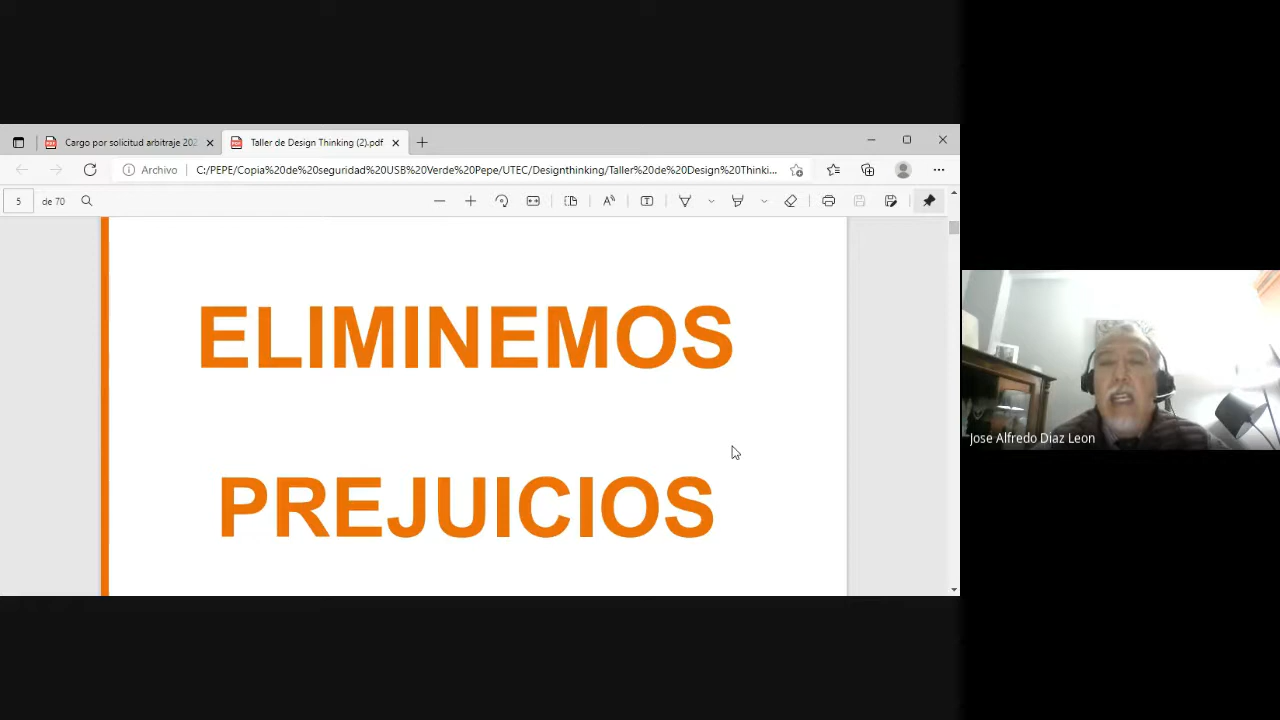 Cargo por solicitud arbitraje 202
Taller de Design Thinking (2).pdf
Archivo
C:/PEPE/Copia%20de%20seguridad%20USB%20Verde%20Pepe/UTEC/Designthinking/Taller%20de%20Design%20Thinki...
5 de 70
ELIMINEMOS
PREJUICIOS
Jose Alfredo Diaz Leon